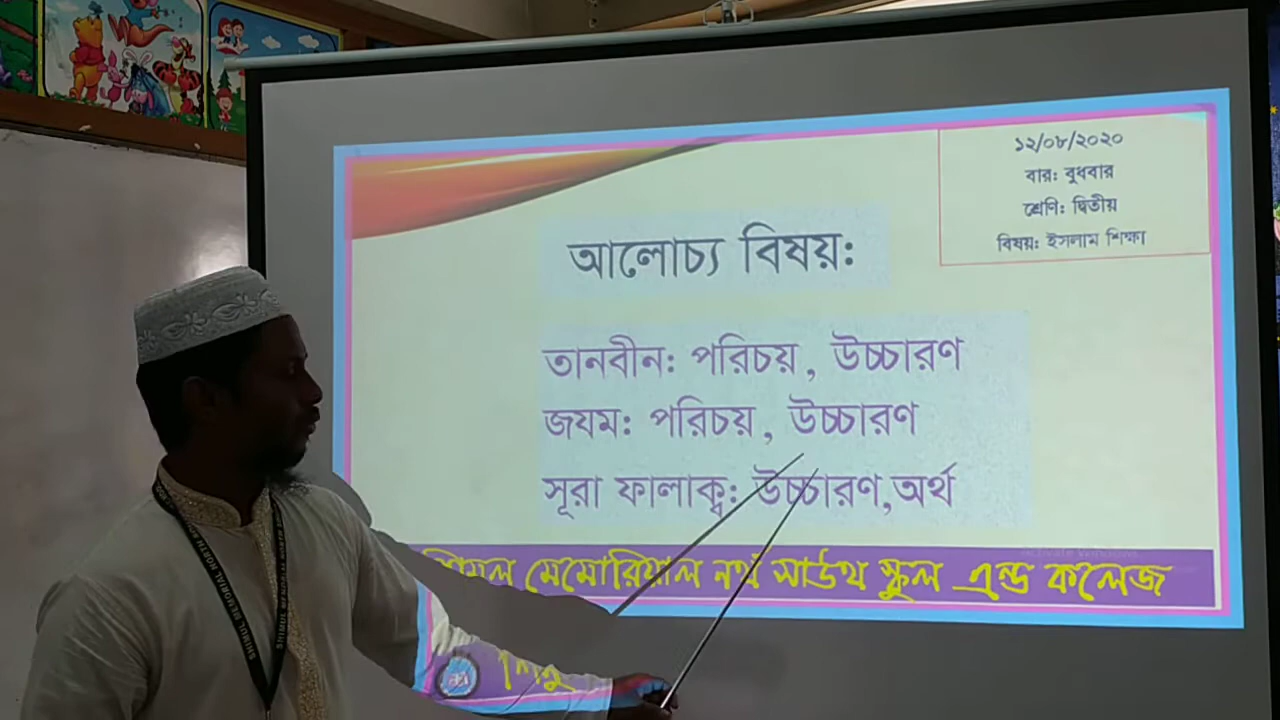 ১২/০৮/২০২০
বার: বুধবার
শ্রেণি: দ্বিতীয়
বিষয়: ইসলাম শিক্ষা
আলোচ্য বিষয়:
তানবীন: পরিচয়, উচ্চারণ
জযম: পরিচয়, উচ্চারণ
সূরা ফালাক্ব: উচ্চারণ,অর্থ
মেমোরিয়াল নর্থ সাউথ স্কুল এন্ড কলেজ